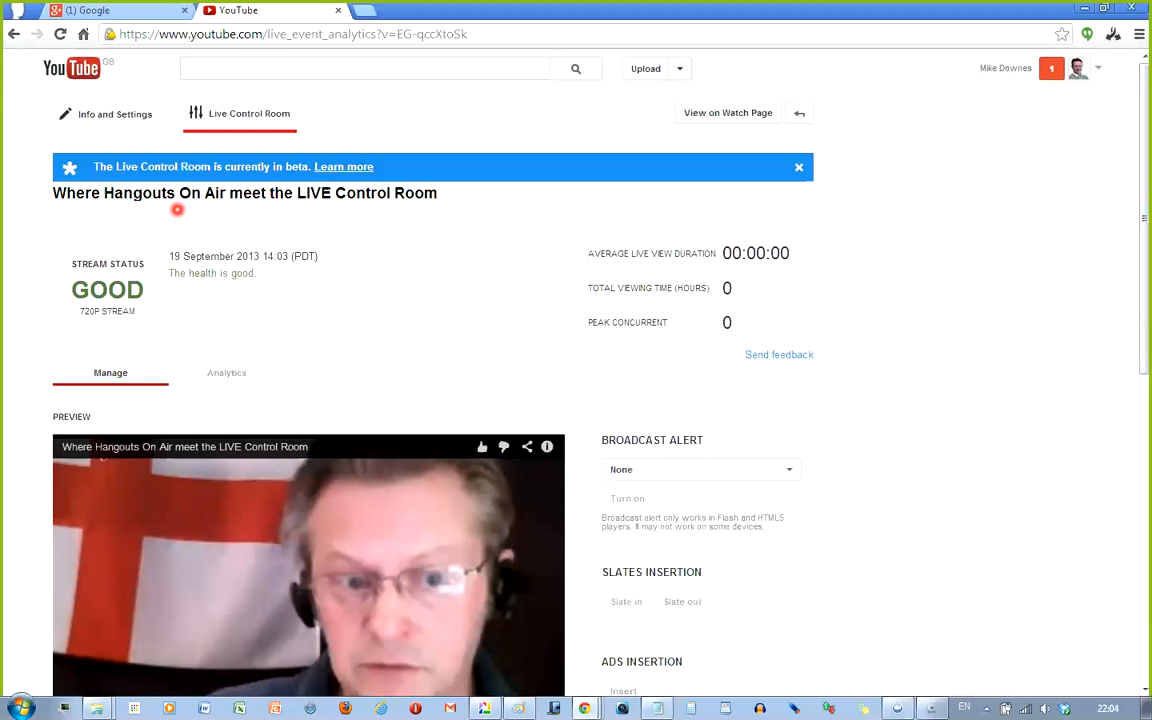 (1) Google
YouTube
https://www.youtube.com/live_event_analytics?v=EG-qccXtoSk
YouTube GB
Upload
Mike Downes
1
Info and Settings
Live Control Room
View on Watch Page
The Live Control Room is currently in beta. Learn more
Where Hangouts On Air meet the LIVE Control Room
STREAM STATUS
GOOD
720P STREAM
19 September 2013 14:03 (PDT)
The health is good.
AVERAGE LIVE VIEW DURATION 00:00:00
TOTAL VIEWING TIME (HOURS) 0
PEAK CONCURRENT 0
Send feedback
Manage
Analytics
PREVIEW
Where Hangouts On Air meet the LIVE Control Room
BROADCAST ALERT
None
Turn on
Broadcast alert only works in Flash and HTML5
players. It may not work on some devices.
SLATES INSERTION
Slate in
Slate out
ADS INSERTION
Insert
EN
22:04